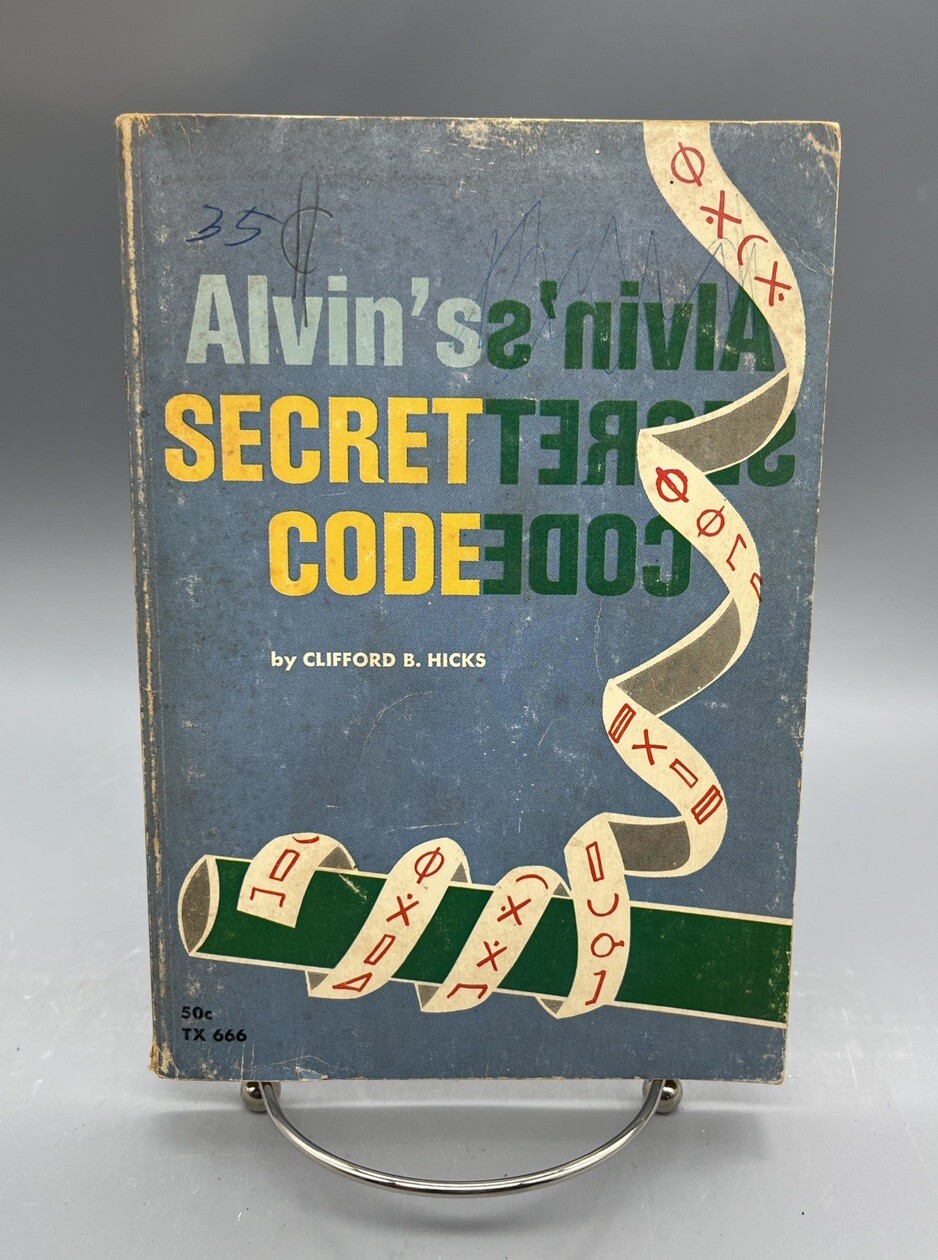 35¢
Alvin's
SECRET
CODE
by CLIFFORD B. HICKS
50c
TX 666